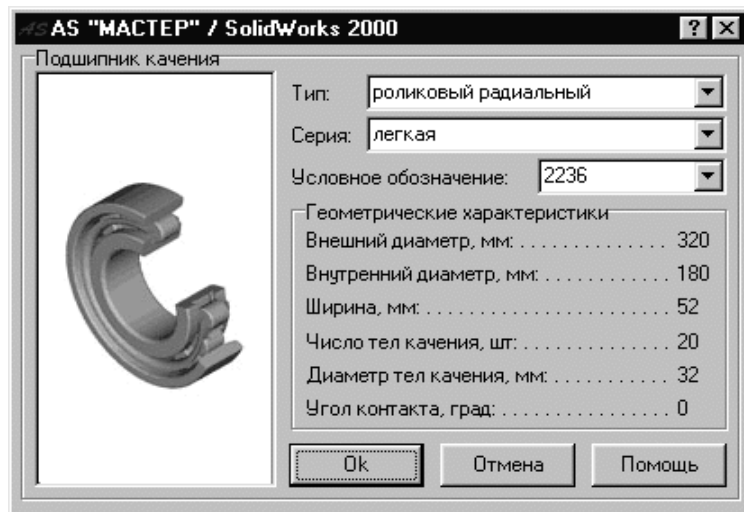 AS AS "МАСТЕР" / SolidWorks 2000
Подшипник качения
Тип: роликовый радиальный
Серия: легкая
Условное обозначение: 2236
Геометрические характеристики
Внешний диаметр, мм: . . . . . . . . . . . . . . 320
Внутренний диаметр, мм: . . . . . . . . . . . . 180
Ширина, мм: . . . . . . . . . . . . . . . . . . . . . . 52
Число тел качения, шт: . . . . . . . . . . . . . . 20
Диаметр тел качения, мм: . . . . . . . . . . . 32
Угол контакта, град: . . . . . . . . . . . . . . . . 0
Ok Отмена Помощь